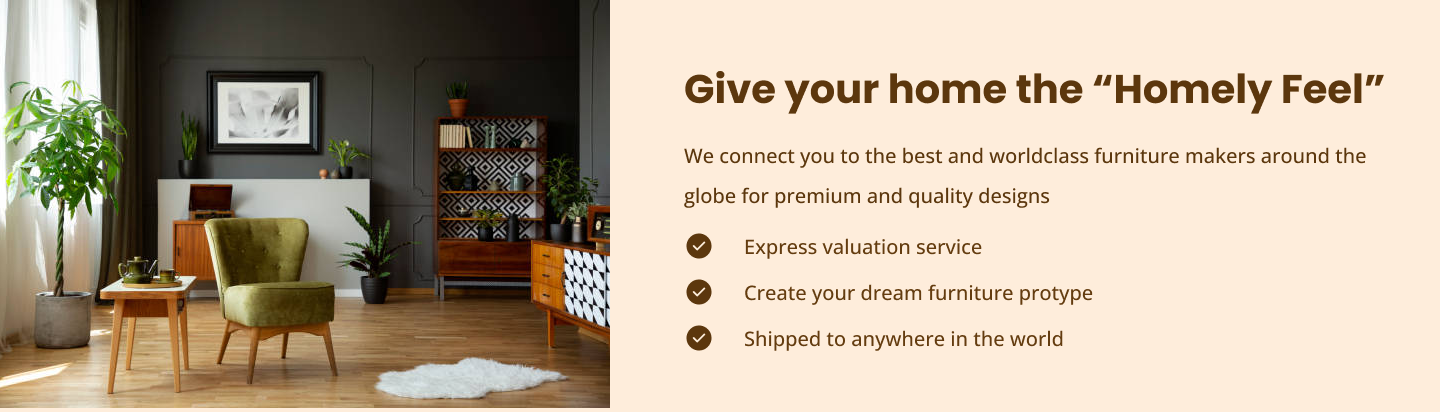 Give your home the “Homely Feel”
We connect you to the best and worldclass furniture makers around the
globe for premium and quality designs
Express valuation service
Create your dream furniture protype
Shipped to anywhere in the world